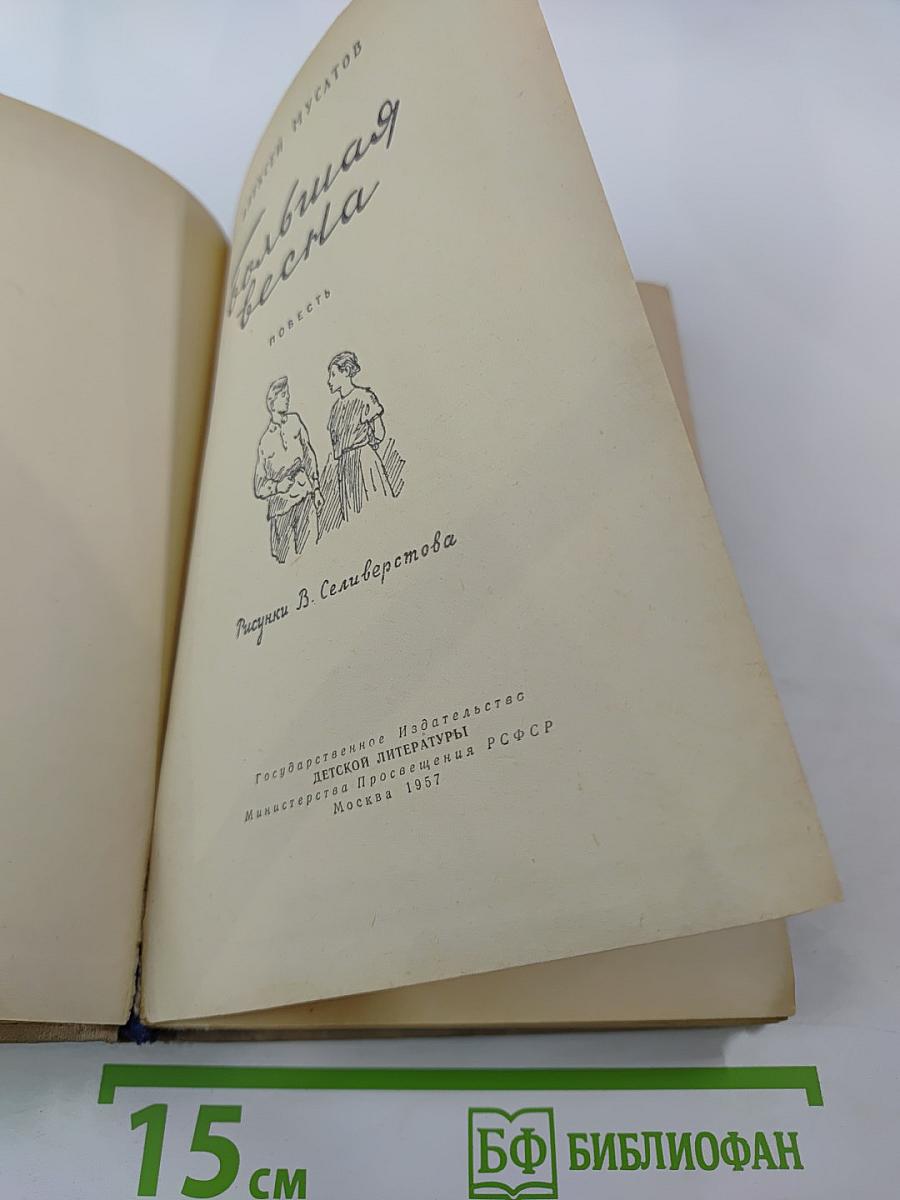 АЛЕКСЕЙ МУСАТОВ
Большая
весна
ПОВЕСТЬ
Рисунки В. Селиверстова
Государственное Издательство
ДЕТСКОЙ ЛИТЕРАТУРЫ
Министерства Просвещения РСФСР
Москва 1957
15 см
БФ БИБЛИОФАН